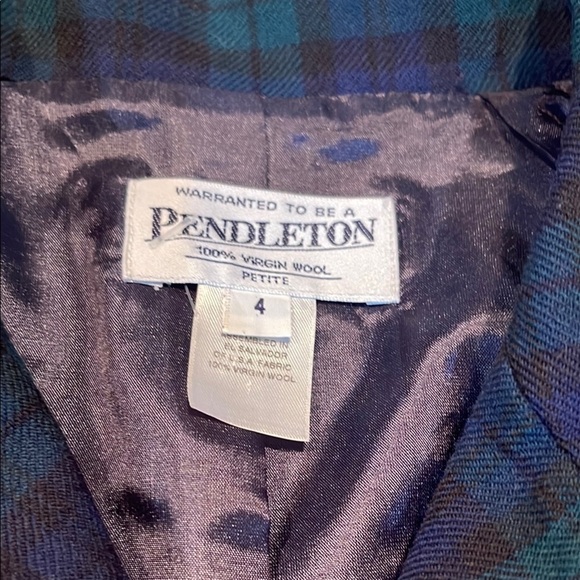 WARRANTED TO BE A
PENDLETON
100% VIRGIN WOOL
PETITE
4
ASSEMBLED IN
EL SALVADOR
OF U.S.A. FABRIC
100% VIRGIN WOOL